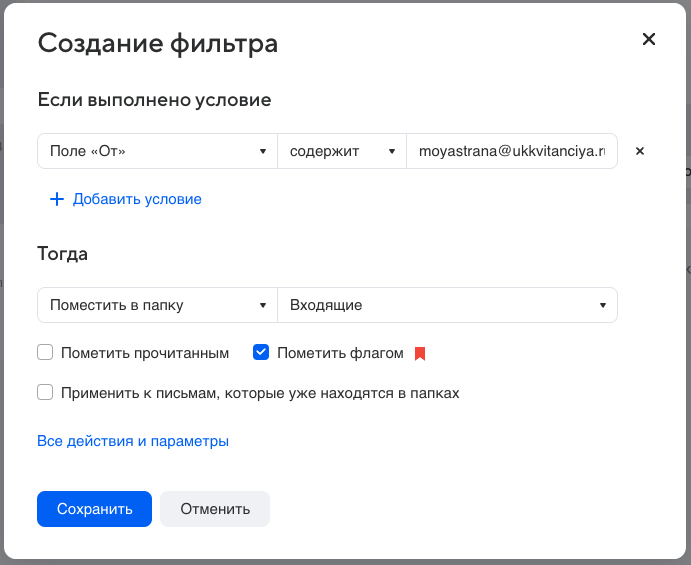 Создание фильтра
Если выполнено условие
Поле «От» содержит moyastrana@ukkvitanciya.r
Добавить условие
Тогда
Поместить в папку Входящие
Пометить прочитанным Пометить флагом
Применить к письмам, которые уже находятся в папках
Все действия и параметры
Сохранить Отменить